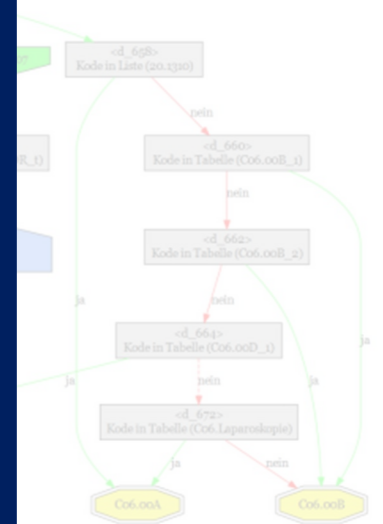 <d_658>
Kode in Liste (20.1310)
nein
<d_660>
R_t)
Kode in Tabelle (C06.00B_1)
nein
<d_662>
Kode in Tabelle (C06.00B_2)
ja
nein
<d_664>
ja
Kode in Tabelle (C06.00D_1)
ja
nein
ja
<d_672>
Kode in Tabelle (C06.Laparoskopie)
ja
nein
C06.00A
C06.00B